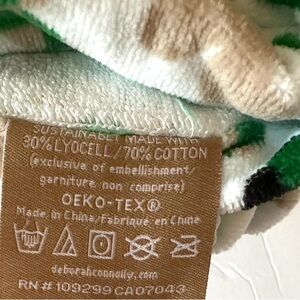 SUSTAINABLY MADE WITH
30% LYOCELL/70% COTTON
(exclusive of embellishment/
garniture non comprise)
OEKO-TEX®
Made in China/Fabriqué en Chine
deborahconnolly.com
RN# 109299 CA07043